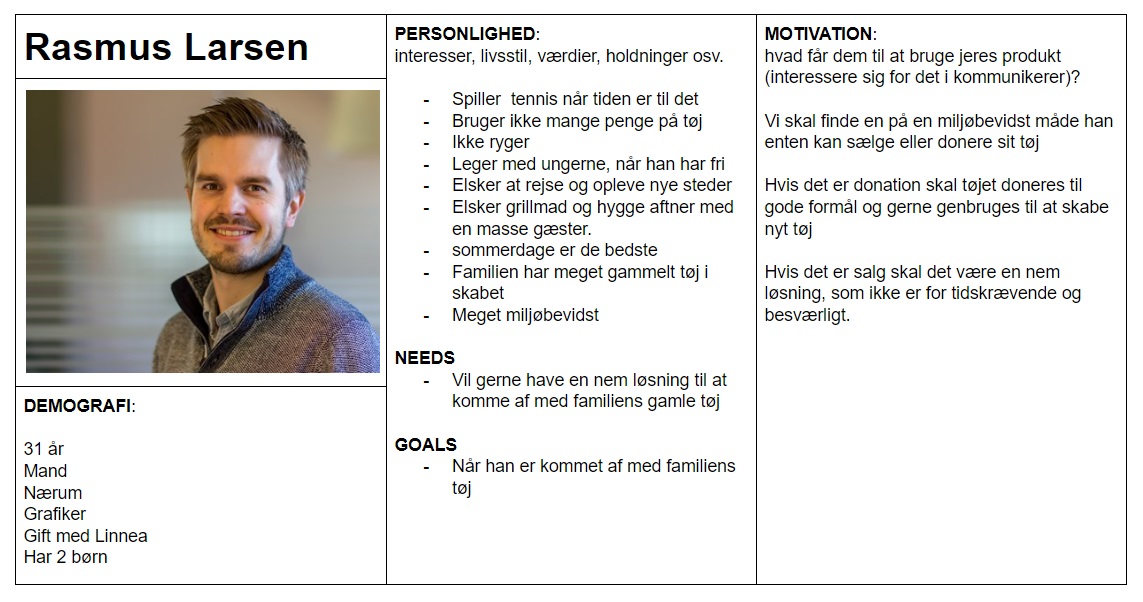 Rasmus Larsen
DEMOGRAFI:
31 år
Mand
Nærum
Grafiker
Gift med Linnea
Har 2 børn
PERSONLIGHED:
interesser, livsstil, værdier, holdninger osv.
- Spiller  tennis når tiden er til det
- Bruger ikke mange penge på tøj
- Ikke ryger
- Leger med ungerne, når han har fri
- Elsker at rejse og opleve nye steder
- Elsker grillmad og hygge aftner med
en masse gæster.
- sommerdage er de bedste
- Familien har meget gammelt tøj i
skabet
- Meget miljøbevidst
NEEDS
- Vil gerne have en nem løsning til at
komme af med familiens gamle tøj
GOALS
- Når han er kommet af med familiens
tøj
MOTIVATION:
hvad får dem til at bruge jeres produkt
(interessere sig for det i kommunikerer)?
Vi skal finde en på en miljøbevidst måde han
enten kan sælge eller donere sit tøj
Hvis det er donation skal tøjet doneres til
gode formål og gerne genbruges til at skabe
nyt tøj
Hvis det er salg skal det være en nem
løsning, som ikke er for tidskrævende og
besværligt.